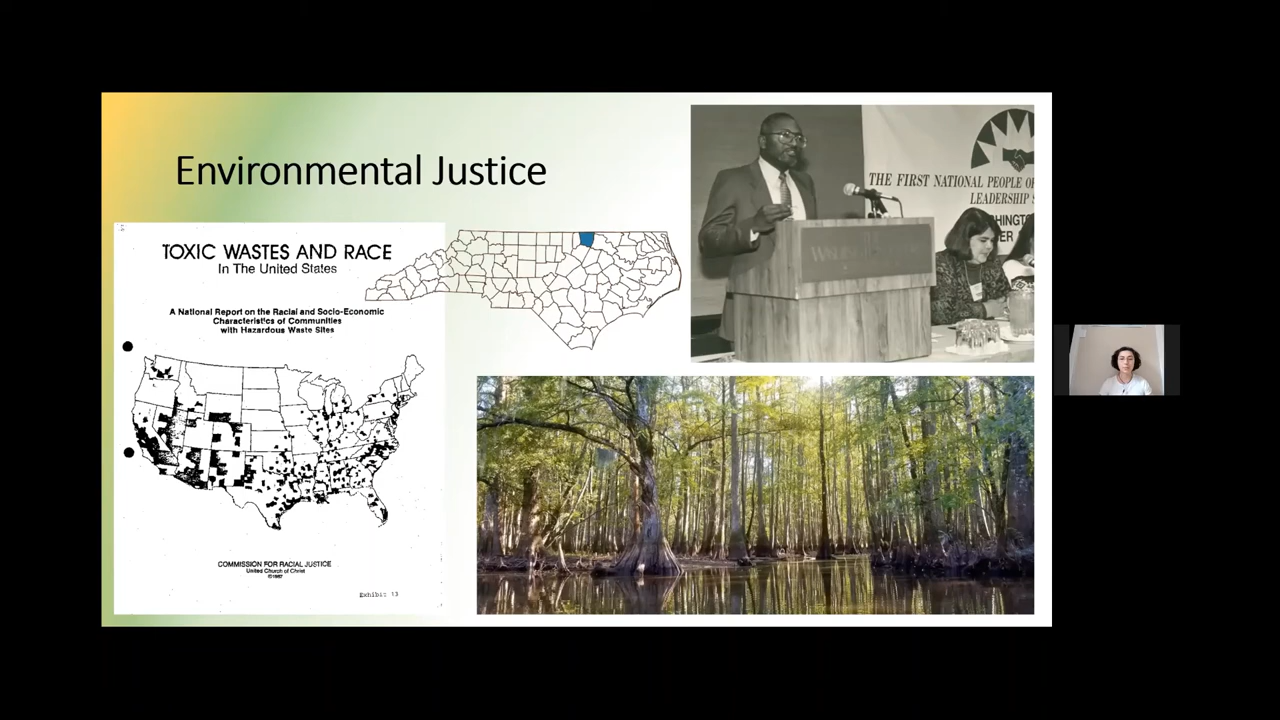 Environmental Justice
TOXIC WASTES AND RACE
In The United States
A National Report on the Racial and Socio-Economic
Characteristics of Communities
with Hazardous Waste Sites
COMMISSION FOR RACIAL JUSTICE
United Church of Christ
©1987
Exhibit 13
THE FIRST NATIONAL PEOPLE OF
LEADERSHIP S